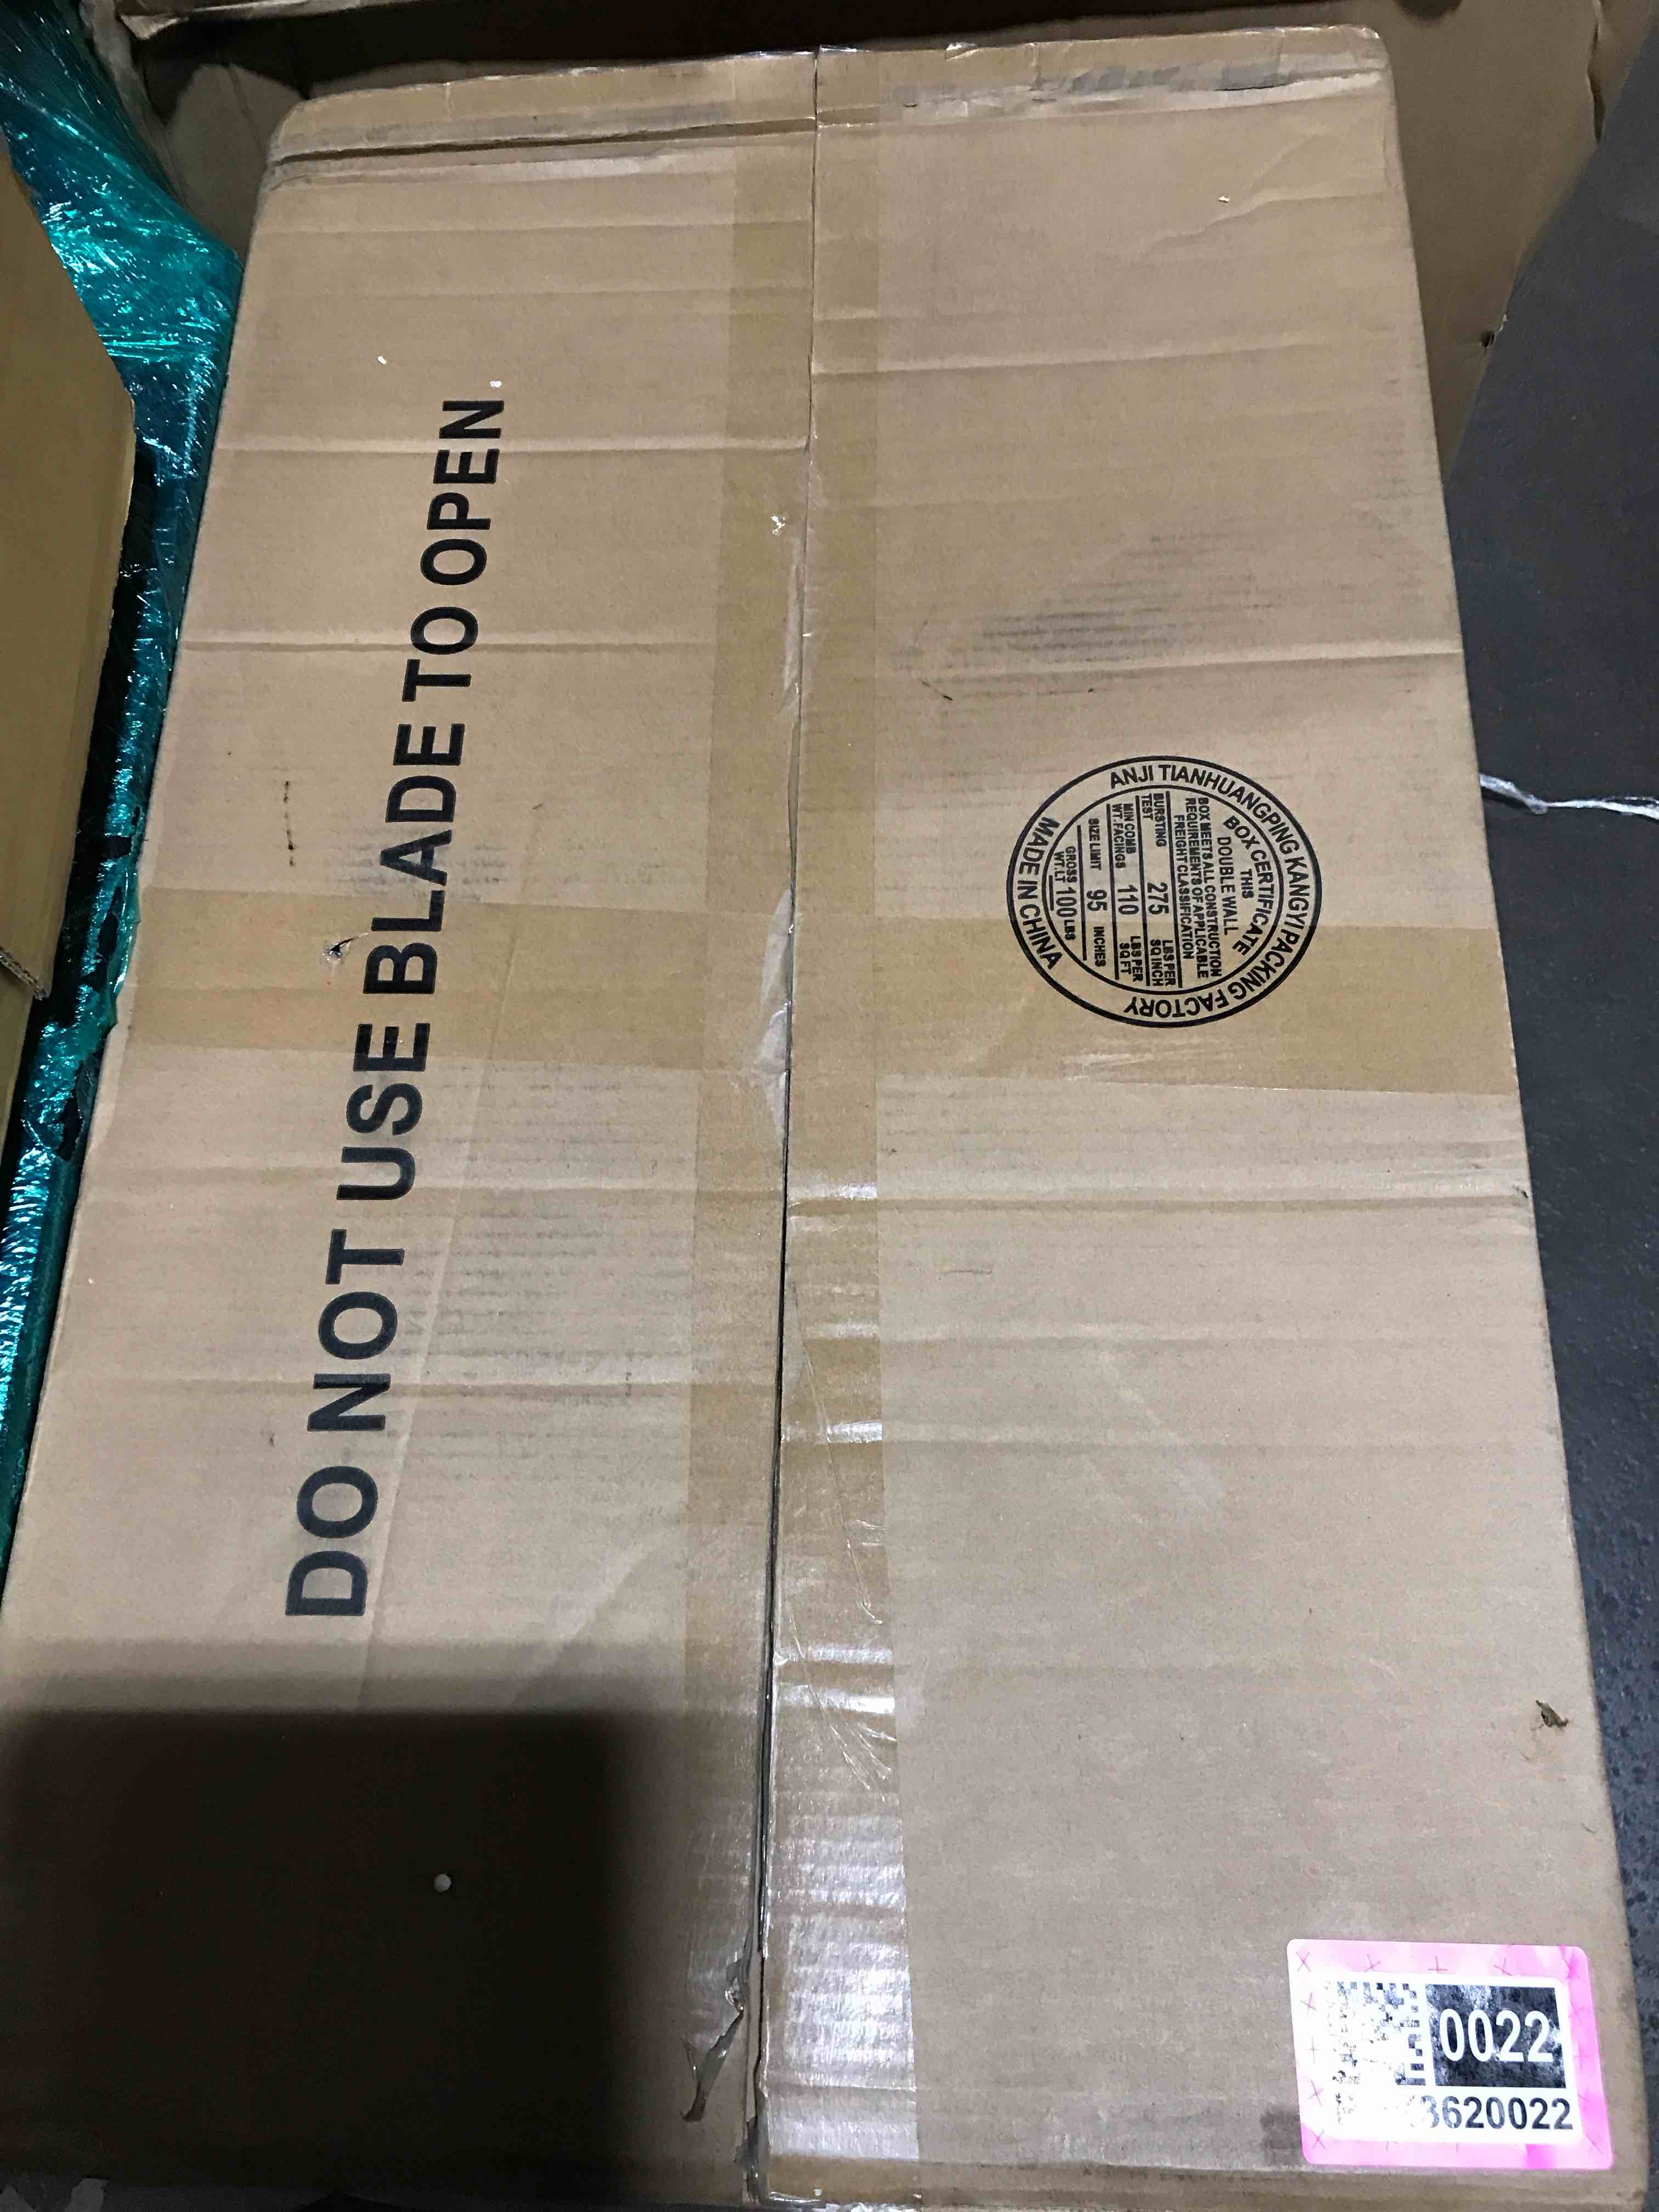 DO NOT USE BLADE TO OPEN
ANJI TIANHUANGPING KANGYI PACKING FACTORY
BOX CERTIFICATE
THIS
DOUBLE WALL
BOX MEETS ALL CONSTRUCTION
REQUIREMENTS OF APPLICABLE
FREIGHT CLASSIFICATION
BURSTING TEST 275 LBS PER SQ INCH
MIN COMB WT. FACINGS 110 LBS PER SQ FT
SIZE LIMIT 95 INCHES
GROSS WT. LT 100 LBS
MADE IN CHINA
0022
3620022